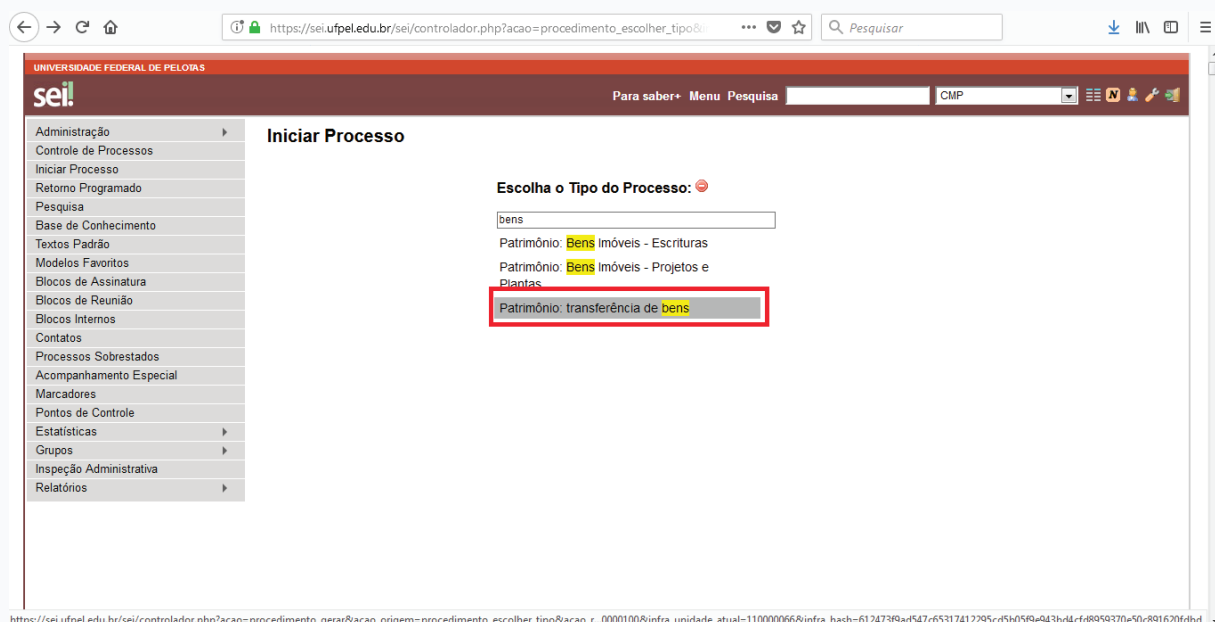 https://sei.ufpel.edu.br/sei/controlador.php?acao=procedimento_escolher_tipo&
Pesquisar
UNIVERSIDADE FEDERAL DE PELOTAS
sei!
Para saber+ Menu Pesquisa
CMP
N
Administração
Controle de Processos
Iniciar Processo
Retorno Programado
Pesquisa
Base de Conhecimento
Textos Padrão
Modelos Favoritos
Blocos de Assinatura
Blocos de Reunião
Blocos Internos
Contatos
Processos Sobrestados
Acompanhamento Especial
Marcadores
Pontos de Controle
Estatísticas
Grupos
Inspeção Administrativa
Relatórios
Iniciar Processo
Escolha o Tipo do Processo:
bens
Patrimônio: Bens Imóveis - Escrituras
Patrimônio: Bens Imóveis - Projetos e
Plantas
Patrimônio: transferência de bens